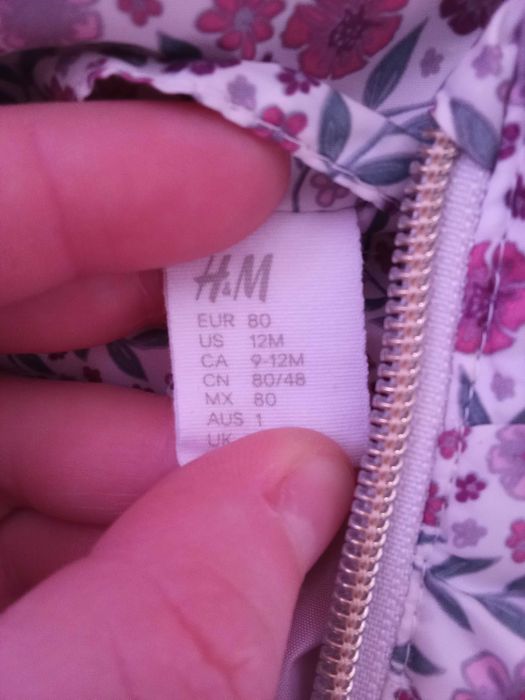 H&M
EUR 80
US 12M
CA 9-12M
CN 80/48
MX 80
AUS 1
UK